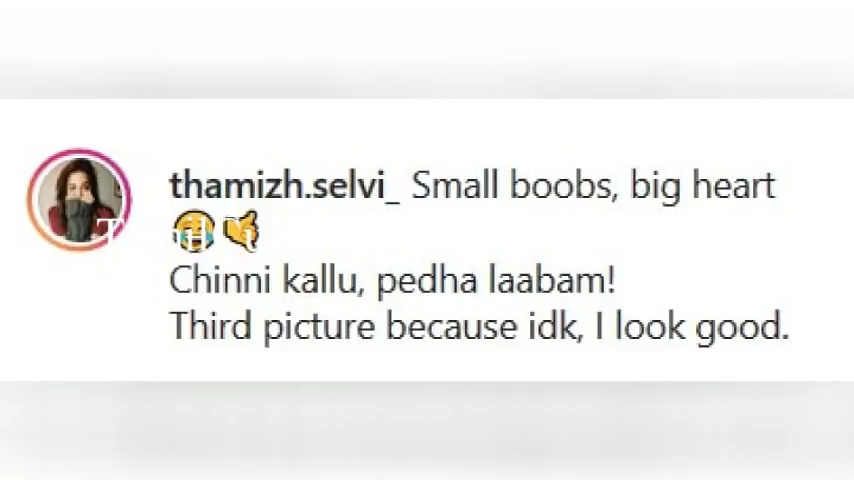 thamizh.selvi_ Small boobs, big heart
😂🤙
Chinni kallu, pedha laabam!
Third picture because idk, I look good.